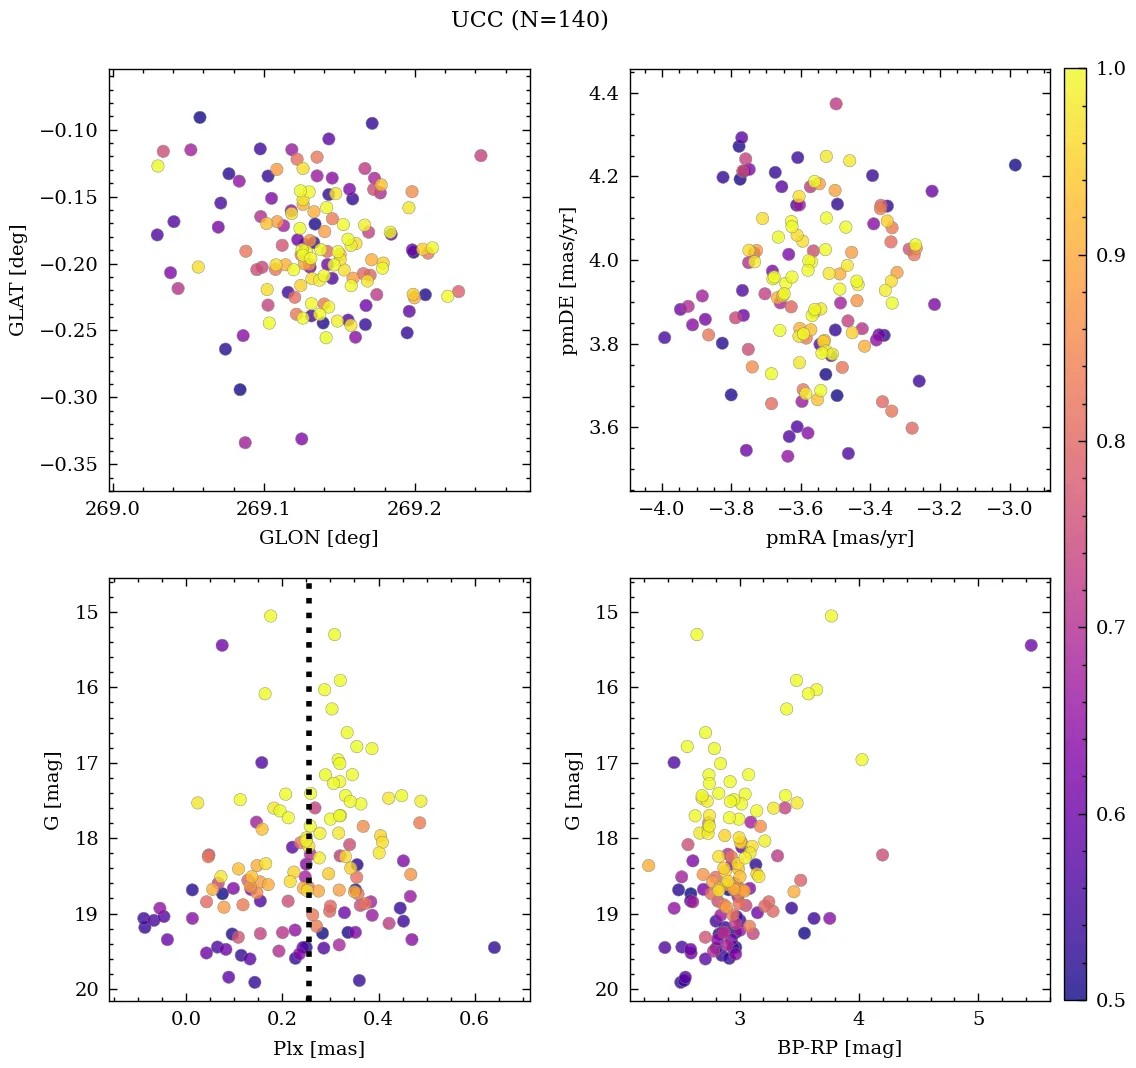 UCC (N=140)
−0.10
−0.15
−0.20
−0.25
−0.30
−0.35
GLAT [deg]
269.0 269.1 269.2
GLON [deg]
4.4
4.2
4.0
3.8
3.6
pmDE [mas/yr]
−4.0 −3.8 −3.6 −3.4 −3.2 −3.0
pmRA [mas/yr]
15
16
17
18
19
20
G [mag]
0.0 0.2 0.4 0.6
Plx [mas]
15
16
17
18
19
20
G [mag]
3 4 5
BP-RP [mag]
1.0
0.9
0.8
0.7
0.6
0.5